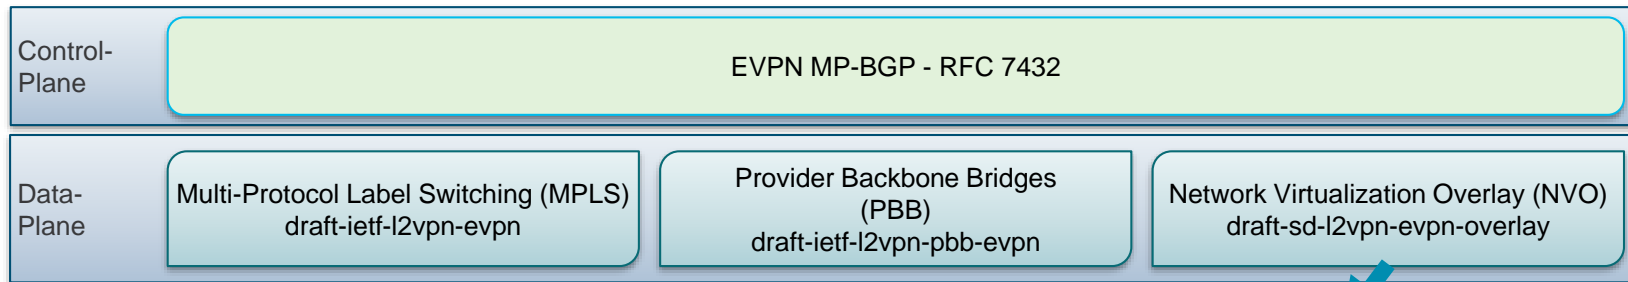 Control-
Plane
EVPN MP-BGP - RFC 7432
Data-
Plane
Multi-Protocol Label Switching (MPLS)
draft-ietf-l2vpn-evpn
Provider Backbone Bridges
(PBB)
draft-ietf-l2vpn-pbb-evpn
Network Virtualization Overlay (NVO)
draft-sd-l2vpn-evpn-overlay